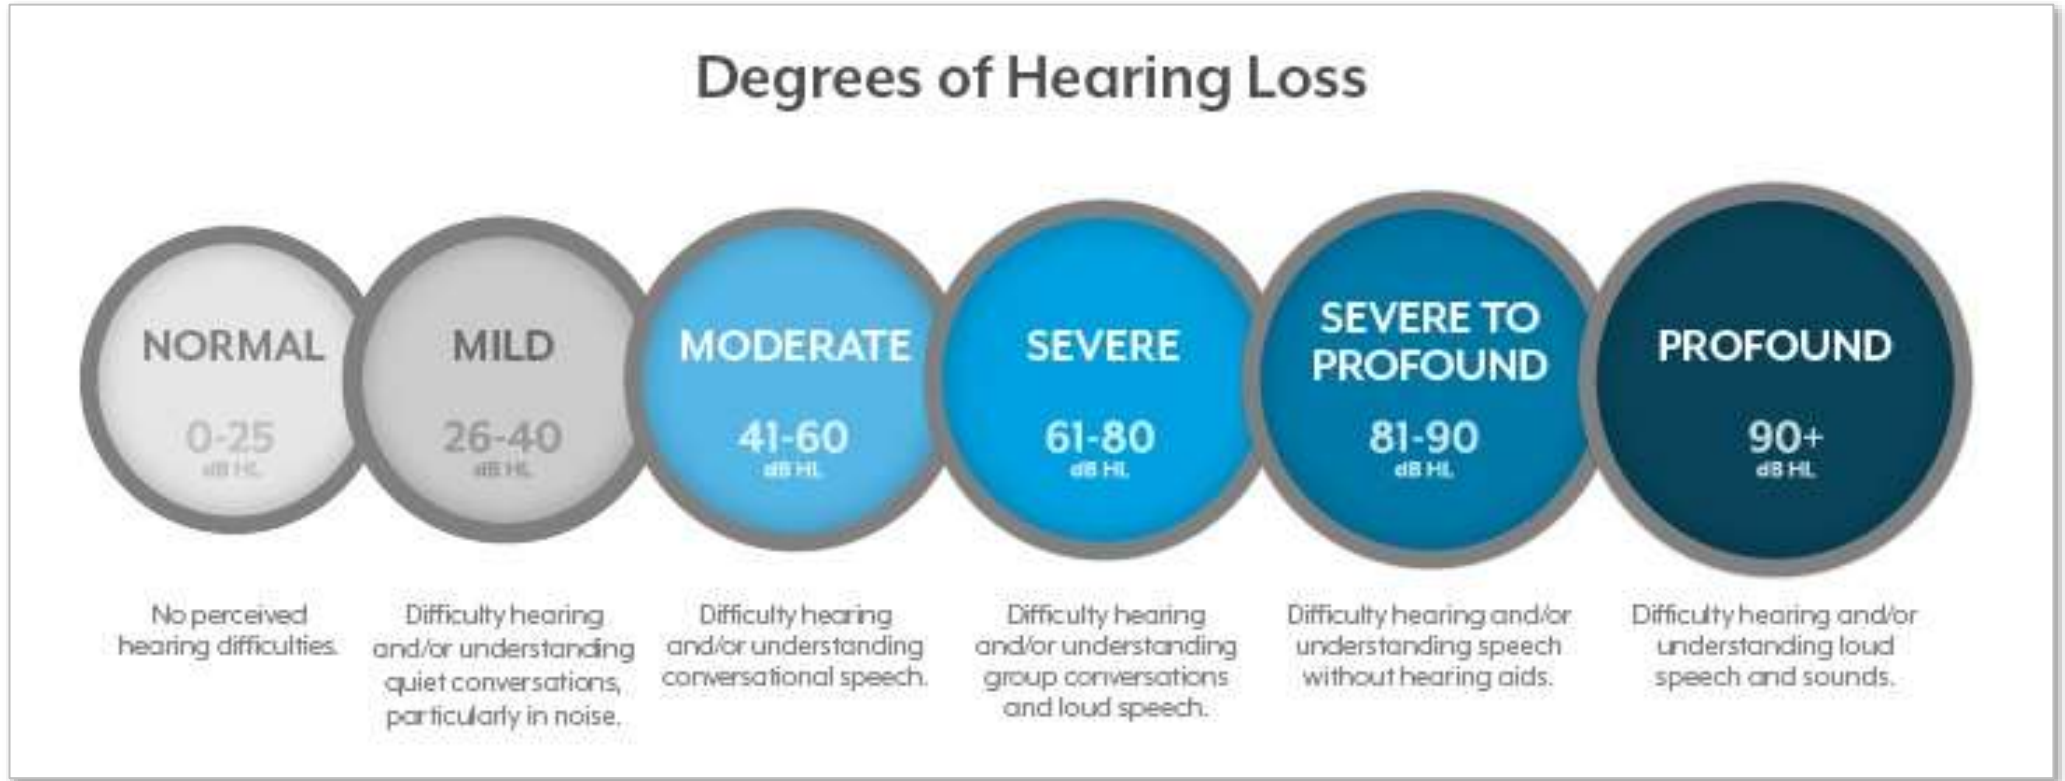 Degrees of Hearing Loss
NORMAL
0-25
dB HL
No perceived
hearing difficulties.
MILD
26-40
dB HL
Difficulty hearing
and/or understanding
quiet conversations,
particularly in noise.
MODERATE
41-60
dB HL
Difficulty hearing
and/or understanding
conversational speech.
SEVERE
61-80
dB HL
Difficulty hearing
and/or understanding
group conversations
and loud speech.
SEVERE TO
PROFOUND
81-90
dB HL
Difficulty hearing and/or
understanding speech
without hearing aids.
PROFOUND
90+
dB HL
Difficulty hearing and/or
understanding loud
speech and sounds.